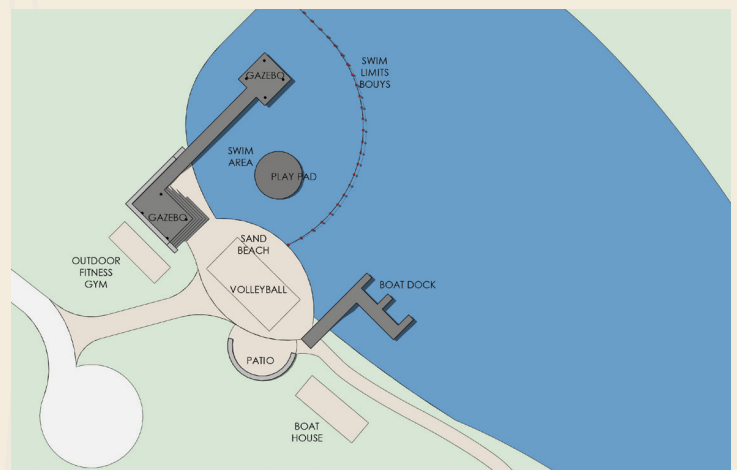 SWIM
LIMITS
BOUYS
GAZEBO
SWIM
AREA
PLAY PAD
GAZEBO
SAND
BEACH
OUTDOOR
FITNESS
GYM
VOLLEYBALL
BOAT DOCK
PATIO
BOAT
HOUSE